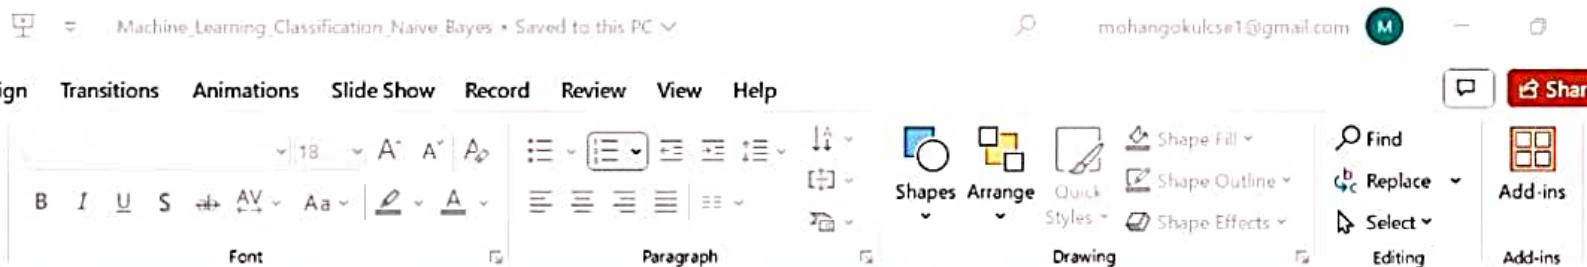 Machine_Learning_Classification_Naive_Bayes • Saved to this PC
mohangokulcse1@gmail.com
M
ign Transitions Animations Slide Show Record Review View Help
Shar
18 A^ A˅ A
B I U S ab AV Aa A
Shapes Arrange Quick Styles
Shape Fill
Shape Outline
Shape Effects
Find
Replace
Select
Add-ins
Font Paragraph Drawing Editing Add-ins